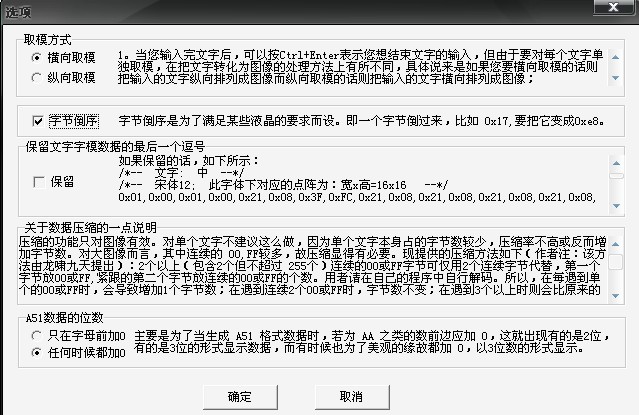 选项
取模方式
横向取模
纵向取模
1。当您输入完文字后，可以按Ctrl+Enter表示您想结束文字的输入，但由于要对每个文字单
独取模，在把文字转化为图像的处理方法上有所不同，具体说来是如果您要横向取模的话则
把输入的文字纵向排列成图像而纵向取模的话则把输入的文字横向排列成图像；
字节倒序
字节倒序是为了满足某些液晶的要求而设。即一个字节倒过来，比如 0x17,要把它变成0xe8。
保留文字字模数据的最后一个逗号
保留
如果保留的话，如下所示：
/*-- 文字: 中 --*/
/*-- 宋体12; 此字体下对应的点阵为：宽x高=16x16 --*/
0x01,0x00,0x01,0x00,0x21,0x08,0x3F,0xFC,0x21,0x08,0x21,0x08,0x21,0x08,0x21,0x08,
关于数据压缩的一点说明
压缩的功能只对图像有效。对单个文字不建议这么做，因为单个文字本身占的字节数较少，压缩率不高或反而增
加字节数。对大图像而言，其中连续的 00,FF较多，故压缩显得有必要。现提供的压缩方法如下（作者注：该方
法由龙啸九天提出）：2个以上（包含2个但不超过 255个）连续的00或FF字节可仅用2个连续字节代替，第一个
字节放00或FF,紧跟的第二个字节放连续的00或FF的个数。用者请在自己的程序中自行解码。所以，在每遇到单
个的00或FF时，会导致增加1个字节数；在遇到连续2个00或FF时，字节数不变；在遇到3个以上时则会比原来的
A51数据的位数
只在字母前加0
任何时候都加0
主要是为了当生成 A51 格式数据时，若为 AA 之类的数前边应加 0，这就出现有的是2位，
有的是3位的形式显示数据，而有时候也为了美观的缘故都加 0，以3位数的形式显示。
确定
取消